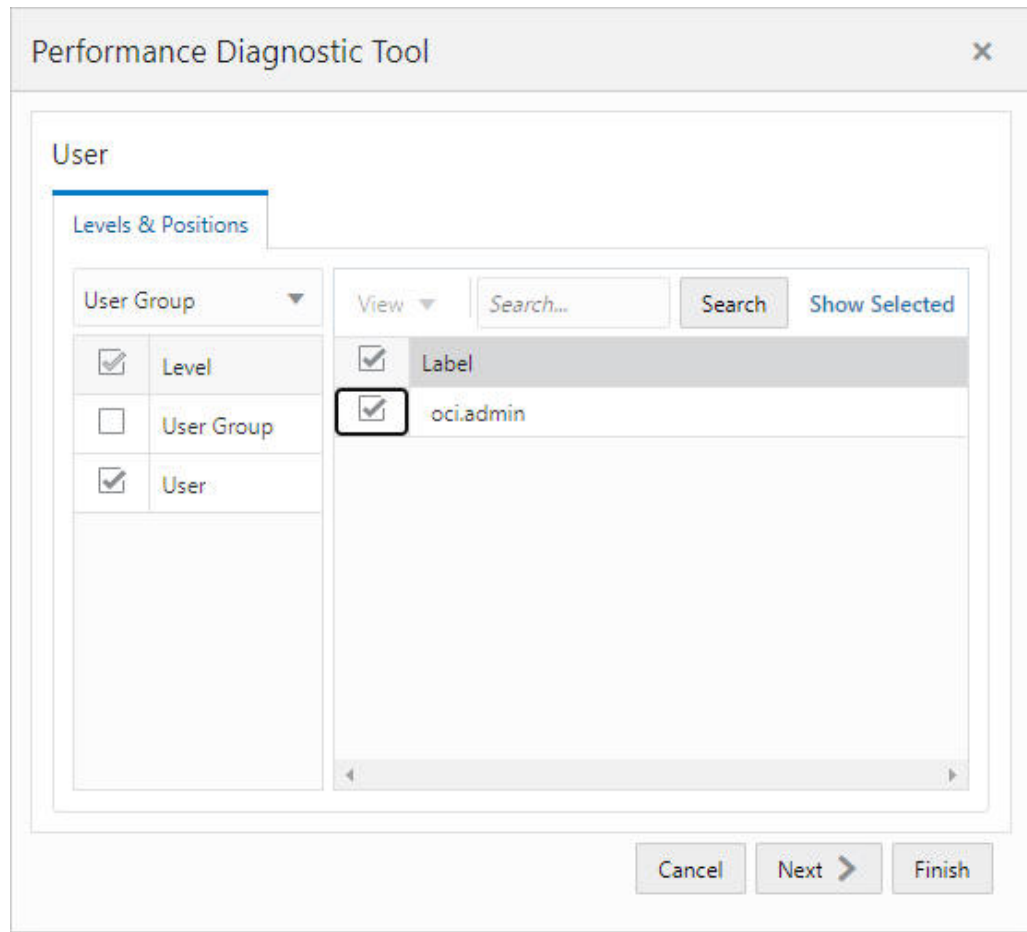 Performance Diagnostic Tool
User
Levels & Positions
User Group
View
Search...
Search
Show Selected
Level
Label
User Group
oci.admin
User
Cancel
Next
Finish